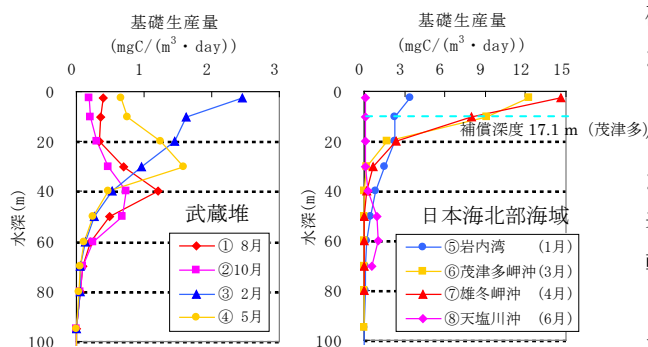 基礎生産量
(mgC/(m³・day))
0 1 2 3
0
20
40
60
80
100
水深(m)
武蔵堆
① 8月
②10月
③ 2月
④ 5月
基礎生産量
(mgC/(m³・day))
0 3 6 9 12 15
補償深度 17.1 m (茂津多)
0
20
40
60
80
100
水深(m)
日本海北部海域
⑤岩内湾 (1月)
⑥茂津多岬沖(3月)
⑦雄冬岬沖 (4月)
⑧天塩川沖 (6月)